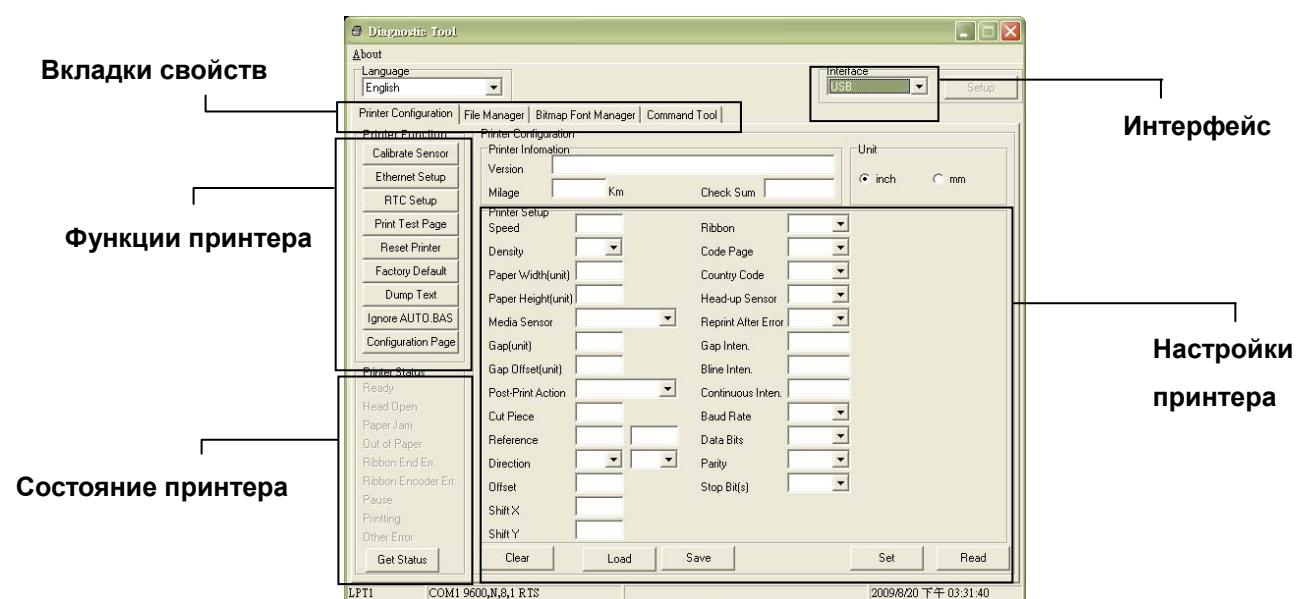 Diagnostic Tool
About
Вкладки свойств
Language
English
Interface
USB
Setup
Интерфейс
Printer Configuration File Manager Bitmap Font Manager Command Tool
Printer Function
Calibrate Sensor
Ethernet Setup
RTC Setup
Print Test Page
Reset Printer
Factory Default
Dump Text
Ignore AUTO.BAS
Configuration Page
Функции принтера
Printer Configuration
Printer Infomation
Version
Milage Km Check Sum
Unit
inch mm
Printer Setup
Speed Ribbon
Density Code Page
Paper Width(unit) Country Code
Paper Height(unit) Head-up Sensor
Media Sensor Reprint After Error
Gap(unit) Gap Inten.
Gap Offset(unit) Bline Inten.
Post-Print Action Continuous Inten.
Cut Piece Baud Rate
Reference Data Bits
Direction Parity
Offset Stop Bit(s)
Shift X
Shift Y
Clear Load Save Set Read
Настройки
принтера
Printer Status
Ready
Head Open
Paper Jam
Out of Paper
Ribbon End Err.
Ribbon Encoder Err.
Pause
Printting
Other Error
Get Status
Состояние принтера
LPT1 COM1 9600,N,8,1 RTS 2009/8/20 下午 03:31:40